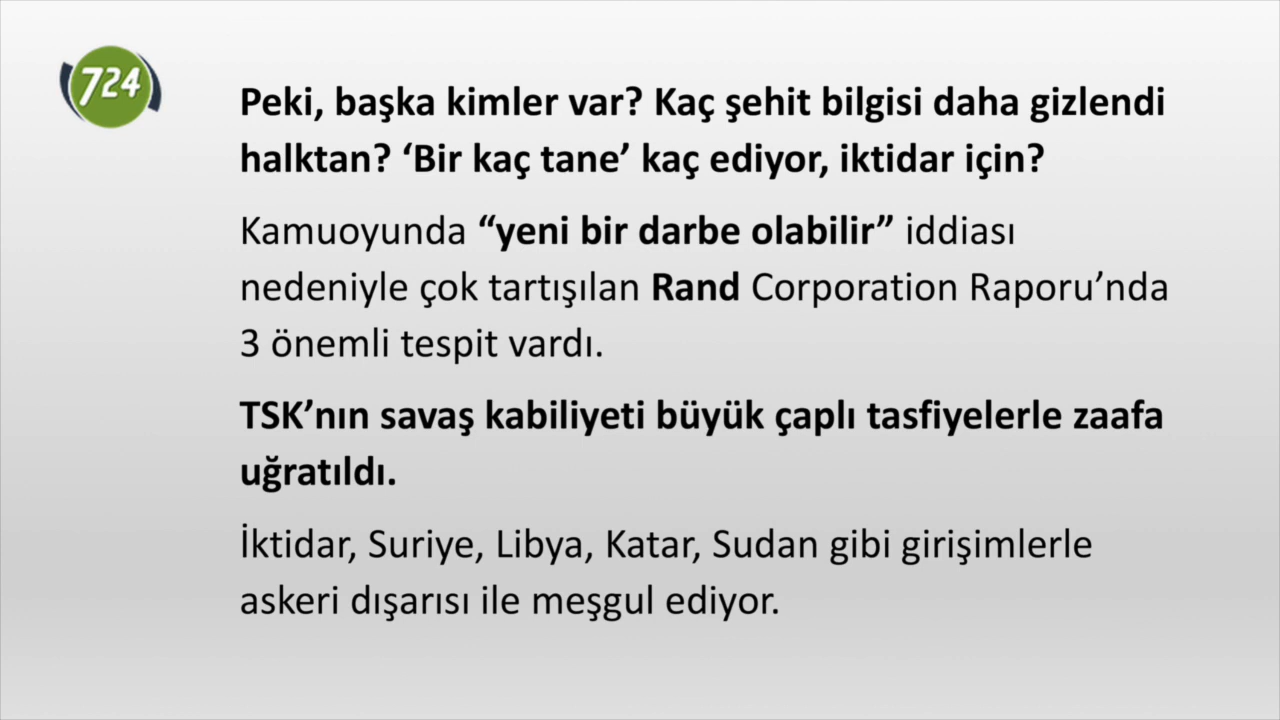 724
Peki, başka kimler var? Kaç şehit bilgisi daha gizlendi
halktan? ‘Bir kaç tane’ kaç ediyor, iktidar için?
Kamuoyunda “yeni bir darbe olabilir” iddiası
nedeniyle çok tartışılan Rand Corporation Raporu’nda
3 önemli tespit vardı.
TSK’nın savaş kabiliyeti büyük çaplı tasfiyelerle zaafa
uğratıldı.
İktidar, Suriye, Libya, Katar, Sudan gibi girişimlerle
askeri dışarısı ile meşgul ediyor.